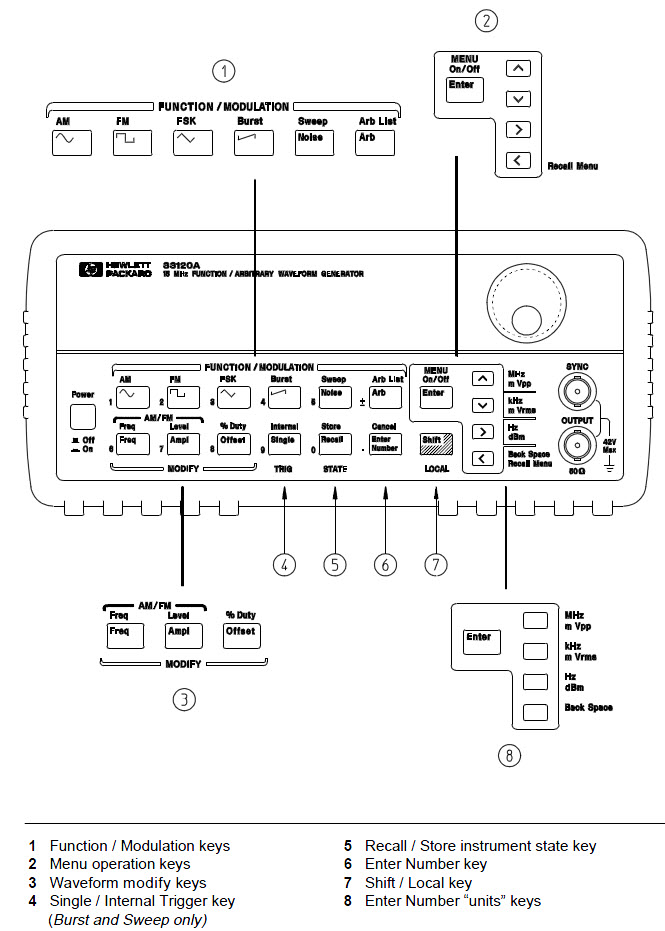 2
1
MENU
On/Off
Enter
Recall Menu
FUNCTION / MODULATION
AM FM FSK Burst Sweep Arb List
Noise Arb
hp HEWLETT PACKARD
33120A
15 MHz FUNCTION / ARBITRARY WAVEFORM GENERATOR
FUNCTION / MODULATION
Power
AM FM FSK Burst Sweep Arb List
1 2 3 4 5 Noise ± Arb
MENU
On/Off
Enter
MHz
m Vpp
kHz
m Vrms
Hz
dBm
Back Space
Recall Menu
SYNC
OUTPUT
42V
Max
50Ω
Off
On
AM/FM
Freq Level % Duty Internal Store Cancel
6 Freq 7 Ampl 8 Offset 9 Single 0 Recall . Enter Number Shift
MODIFY TRIG STATE LOCAL
4 5 6 7
AM/FM
Freq Level % Duty
Freq Ampl Offset
MODIFY
3
Enter
MHz
m Vpp
kHz
m Vrms
Hz
dBm
Back Space
8
1 Function / Modulation keys
2 Menu operation keys
3 Waveform modify keys
4 Single / Internal Trigger key
(Burst and Sweep only)
5 Recall / Store instrument state key
6 Enter Number key
7 Shift / Local key
8 Enter Number “units” keys